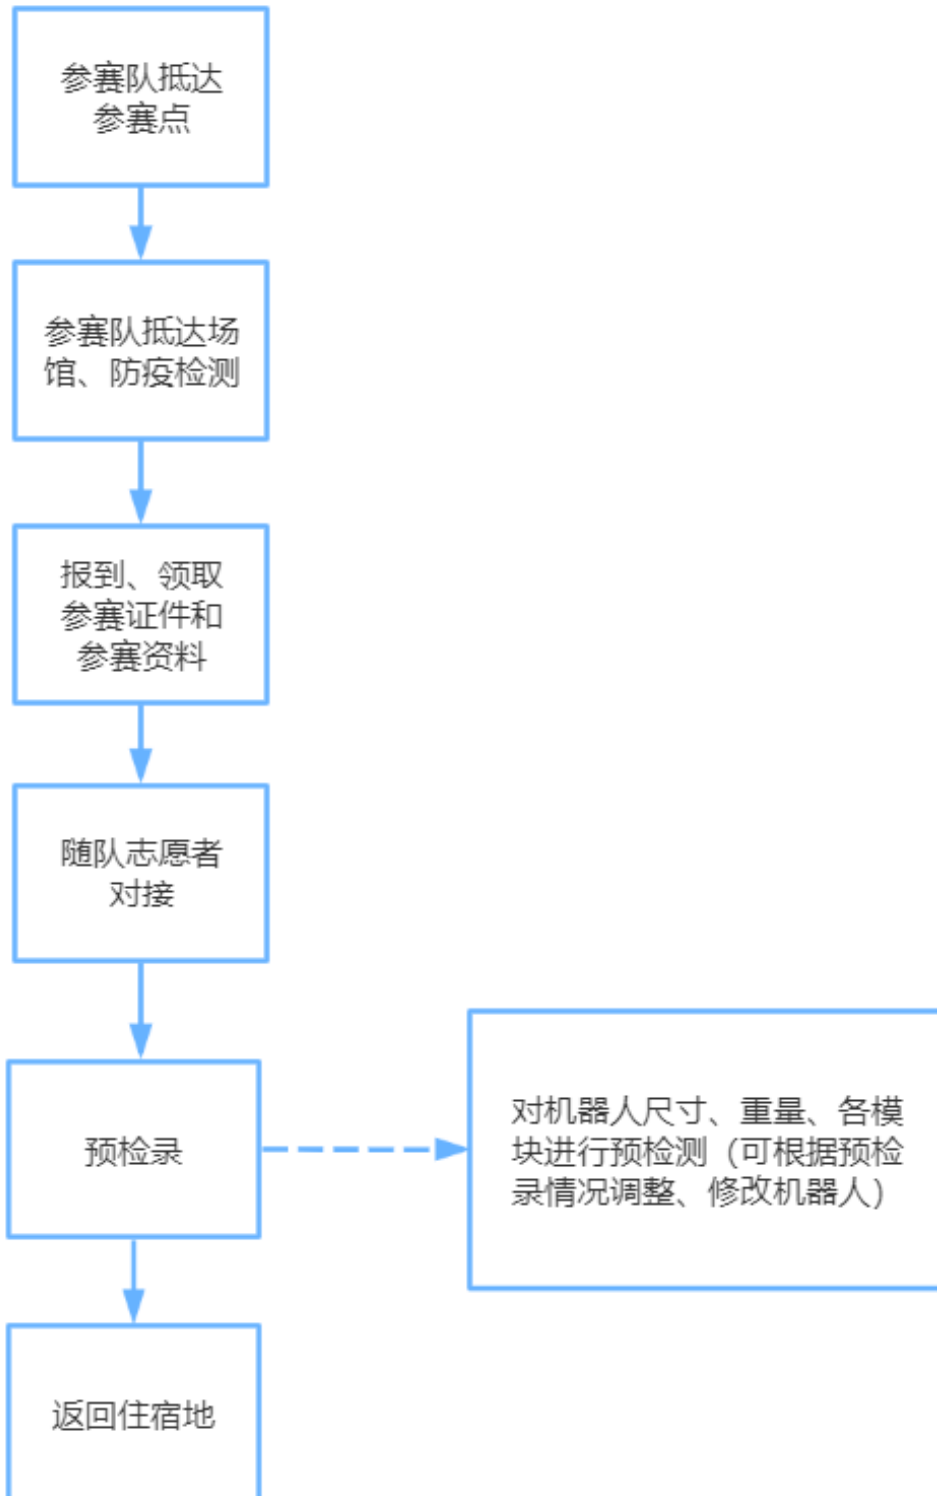 参赛队抵达
参赛点
参赛队抵达场
馆、防疫检测
报到、领取
参赛证件和
参赛资料
随队志愿者
对接
预检录
对机器人尺寸、重量、各模
块进行预检测（可根据预检
录情况调整、修改机器人）
返回住宿地